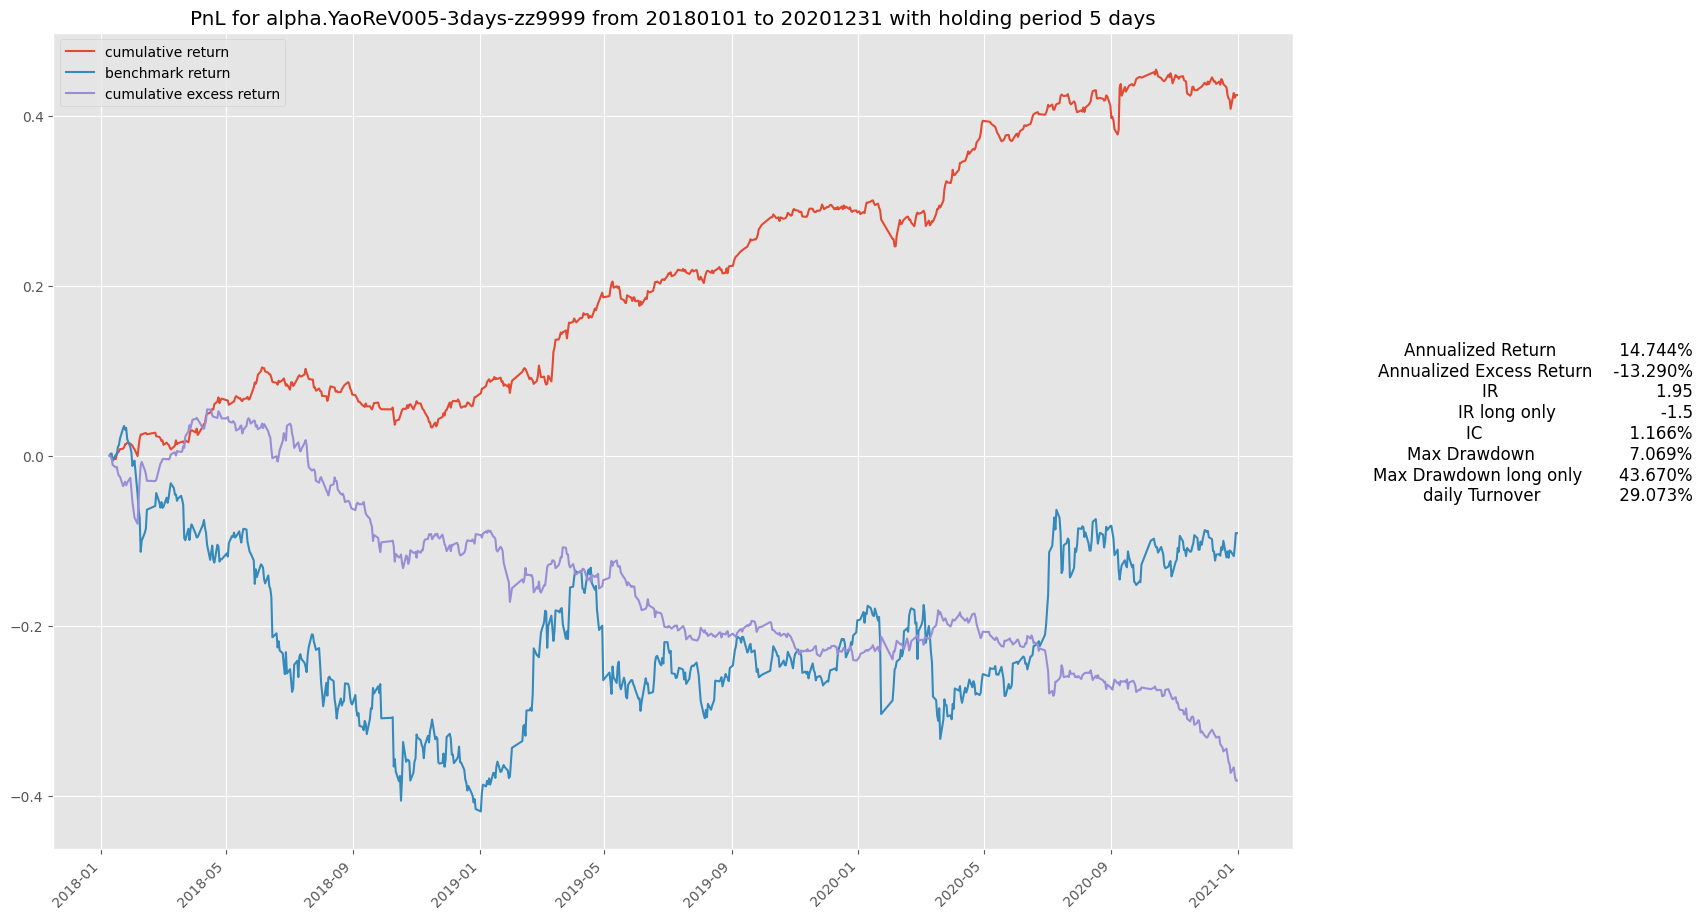 PnL for alpha.YaoReV005-3days-zz9999 from 20180101 to 20201231 with holding period 5 days
cumulative return
benchmark return
cumulative excess return
0.4
0.2
0.0
−0.2
−0.4
2018-01
2018-05
2018-09
2019-01
2019-05
2019-09
2020-01
2020-05
2020-09
2021-01
Annualized Return 14.744%
Annualized Excess Return -13.290%
IR 1.95
IR long only -1.5
IC 1.166%
Max Drawdown 7.069%
Max Drawdown long only 43.670%
daily Turnover 29.073%